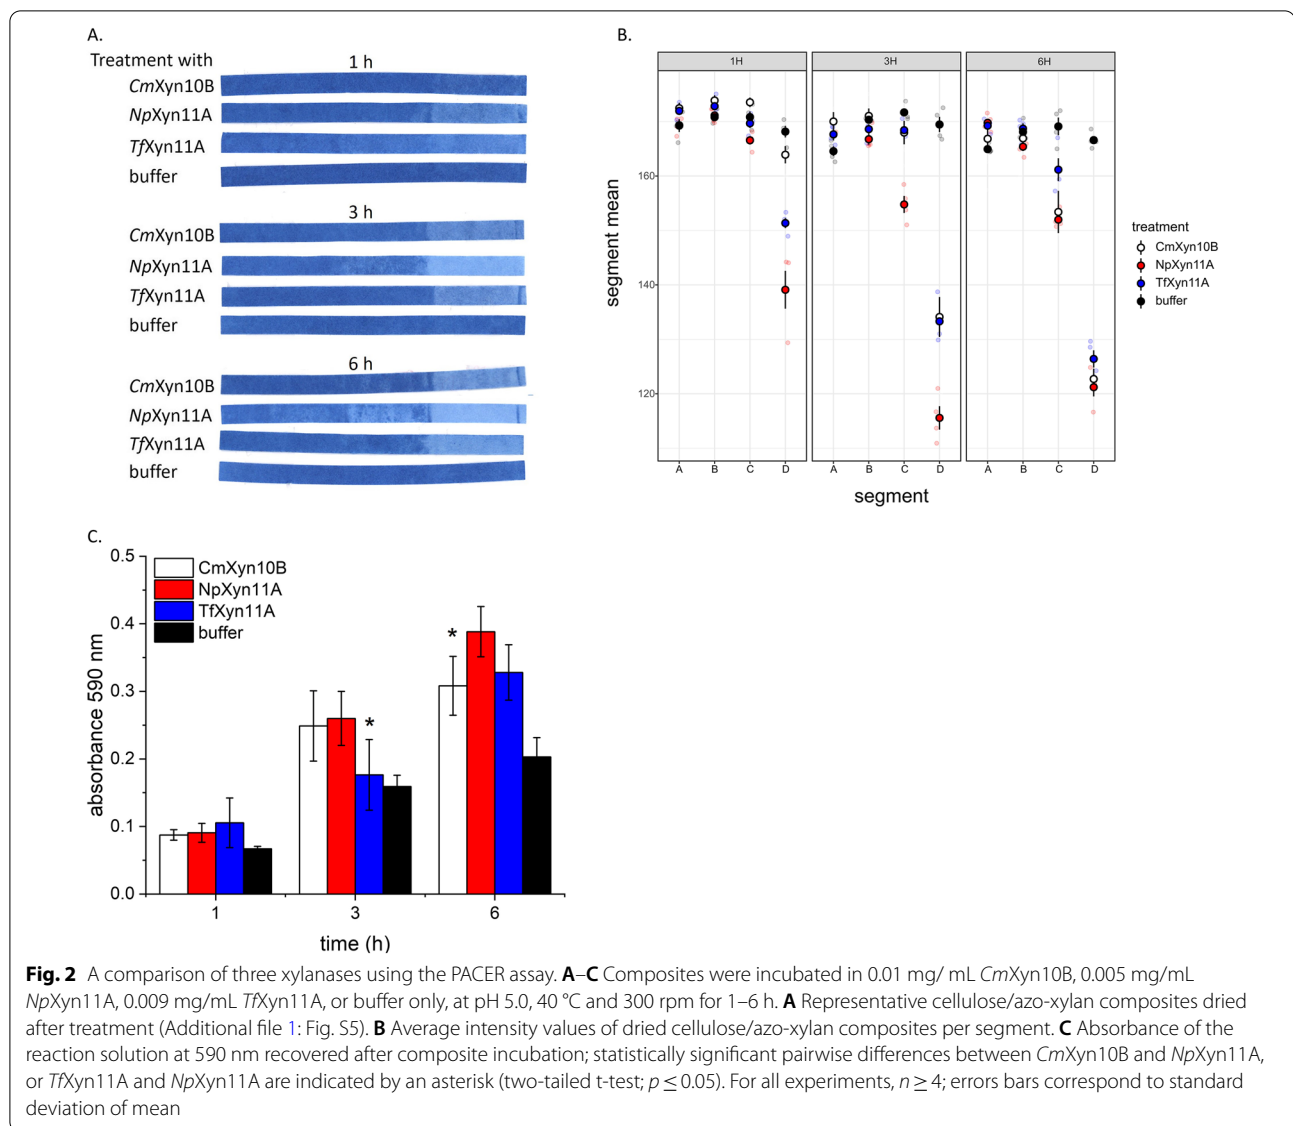 A.
Treatment with
1 h
CmXyn10B
NpXyn11A
TfXyn11A
buffer
3 h
CmXyn10B
NpXyn11A
TfXyn11A
buffer
6 h
CmXyn10B
NpXyn11A
TfXyn11A
buffer
B.
1H 3H 6H
segment mean
160
140
120
A B C D A B C D A B C D
segment
treatment
CmXyn10B
NpXyn11A
TfXyn11A
buffer
C.
absorbance 590 nm
0.5
0.4
0.3
0.2
0.1
0.0
CmXyn10B
NpXyn11A
TfXyn11A
buffer
*
*
1 3 6
time (h)
Fig. 2 A comparison of three xylanases using the PACER assay. A–C Composites were incubated in 0.01 mg/ mL CmXyn10B, 0.005 mg/mL
NpXyn11A, 0.009 mg/mL TfXyn11A, or buffer only, at pH 5.0, 40 °C and 300 rpm for 1–6 h. A Representative cellulose/azo-xylan composites dried
after treatment (Additional file 1: Fig. S5). B Average intensity values of dried cellulose/azo-xylan composites per segment. C Absorbance of the
reaction solution at 590 nm recovered after composite incubation; statistically significant pairwise differences between CmXyn10B and NpXyn11A,
or TfXyn11A and NpXyn11A are indicated by an asterisk (two-tailed t-test; p ≤ 0.05). For all experiments, n ≥ 4; errors bars correspond to standard
deviation of mean